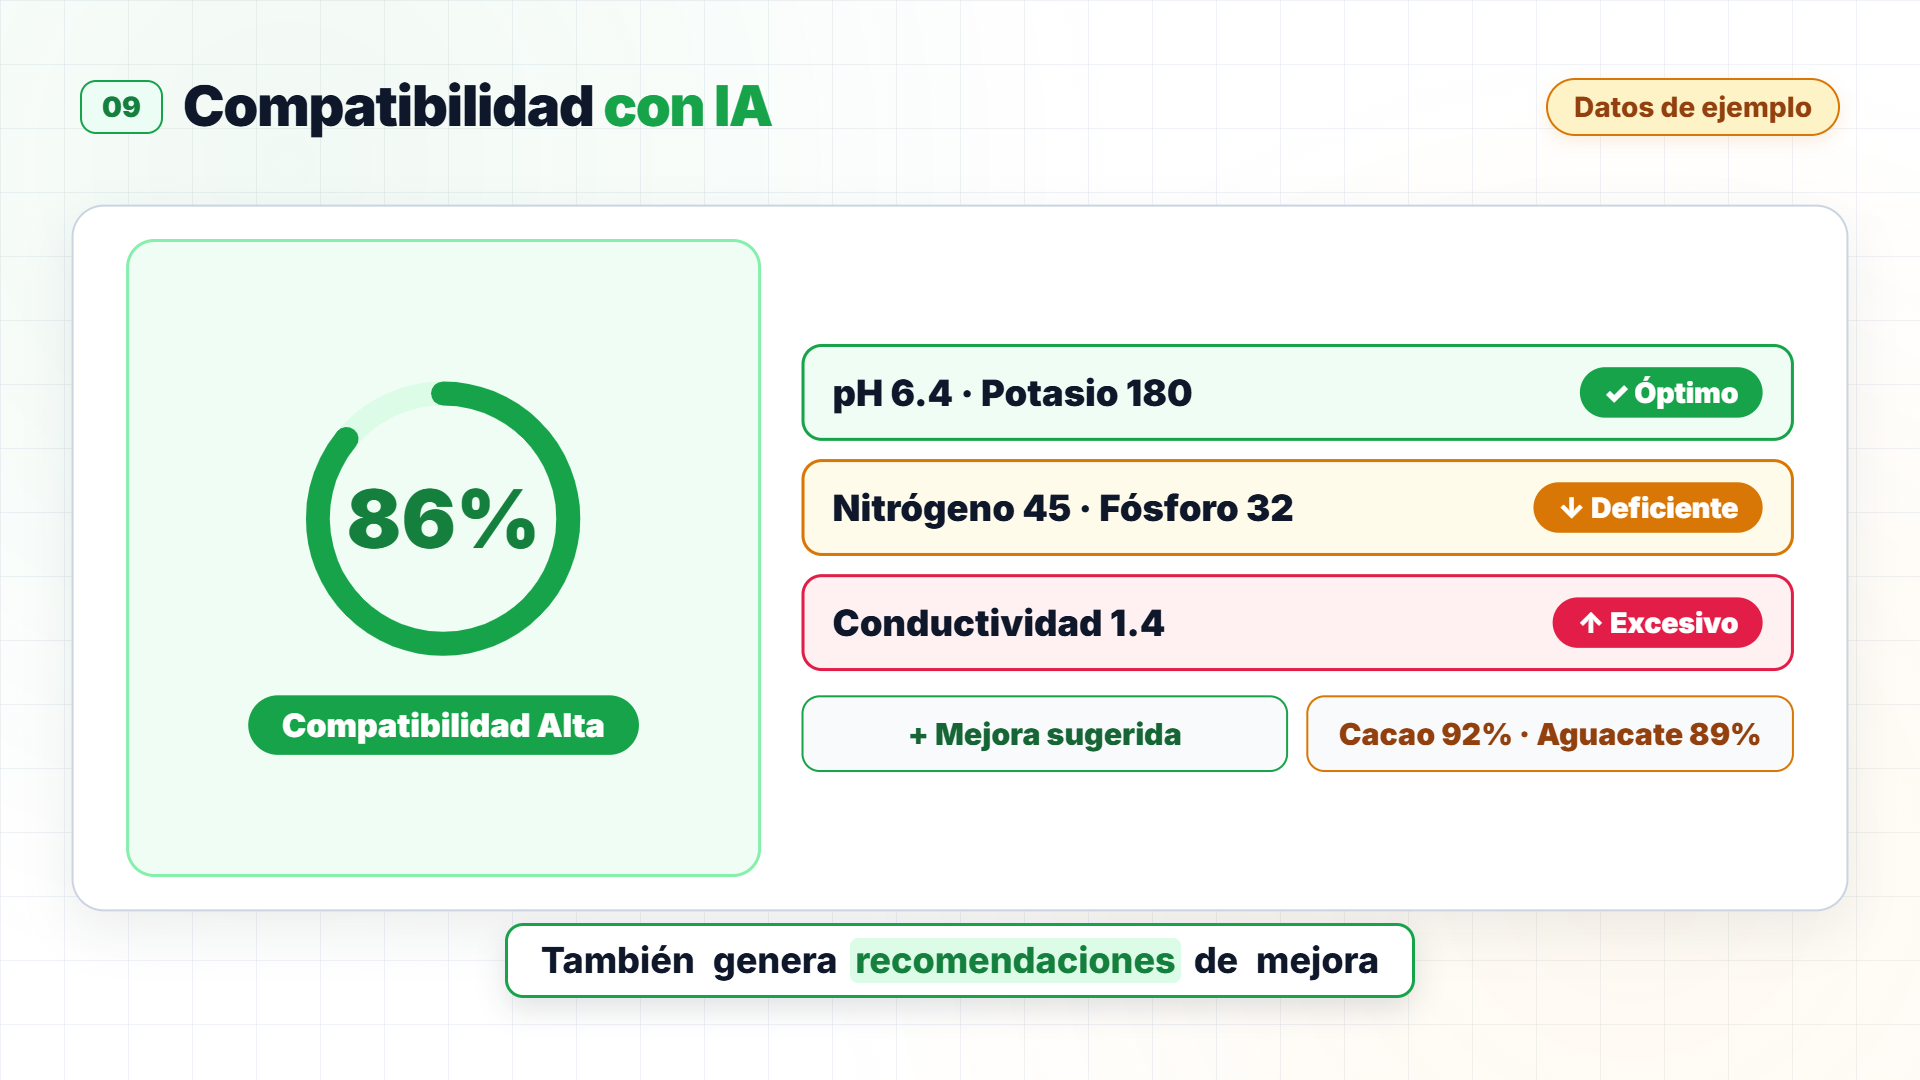 09
Compatibilidad con IA
Datos de ejemplo
86%
Compatibilidad Alta
pH 6.4 · Potasio 180
✓ Óptimo
Nitrógeno 45 · Fósforo 32
↓ Deficiente
Conductividad 1.4
↑ Excesivo
+ Mejora sugerida
Cacao 92% · Aguacate 89%
También genera recomendaciones de mejora